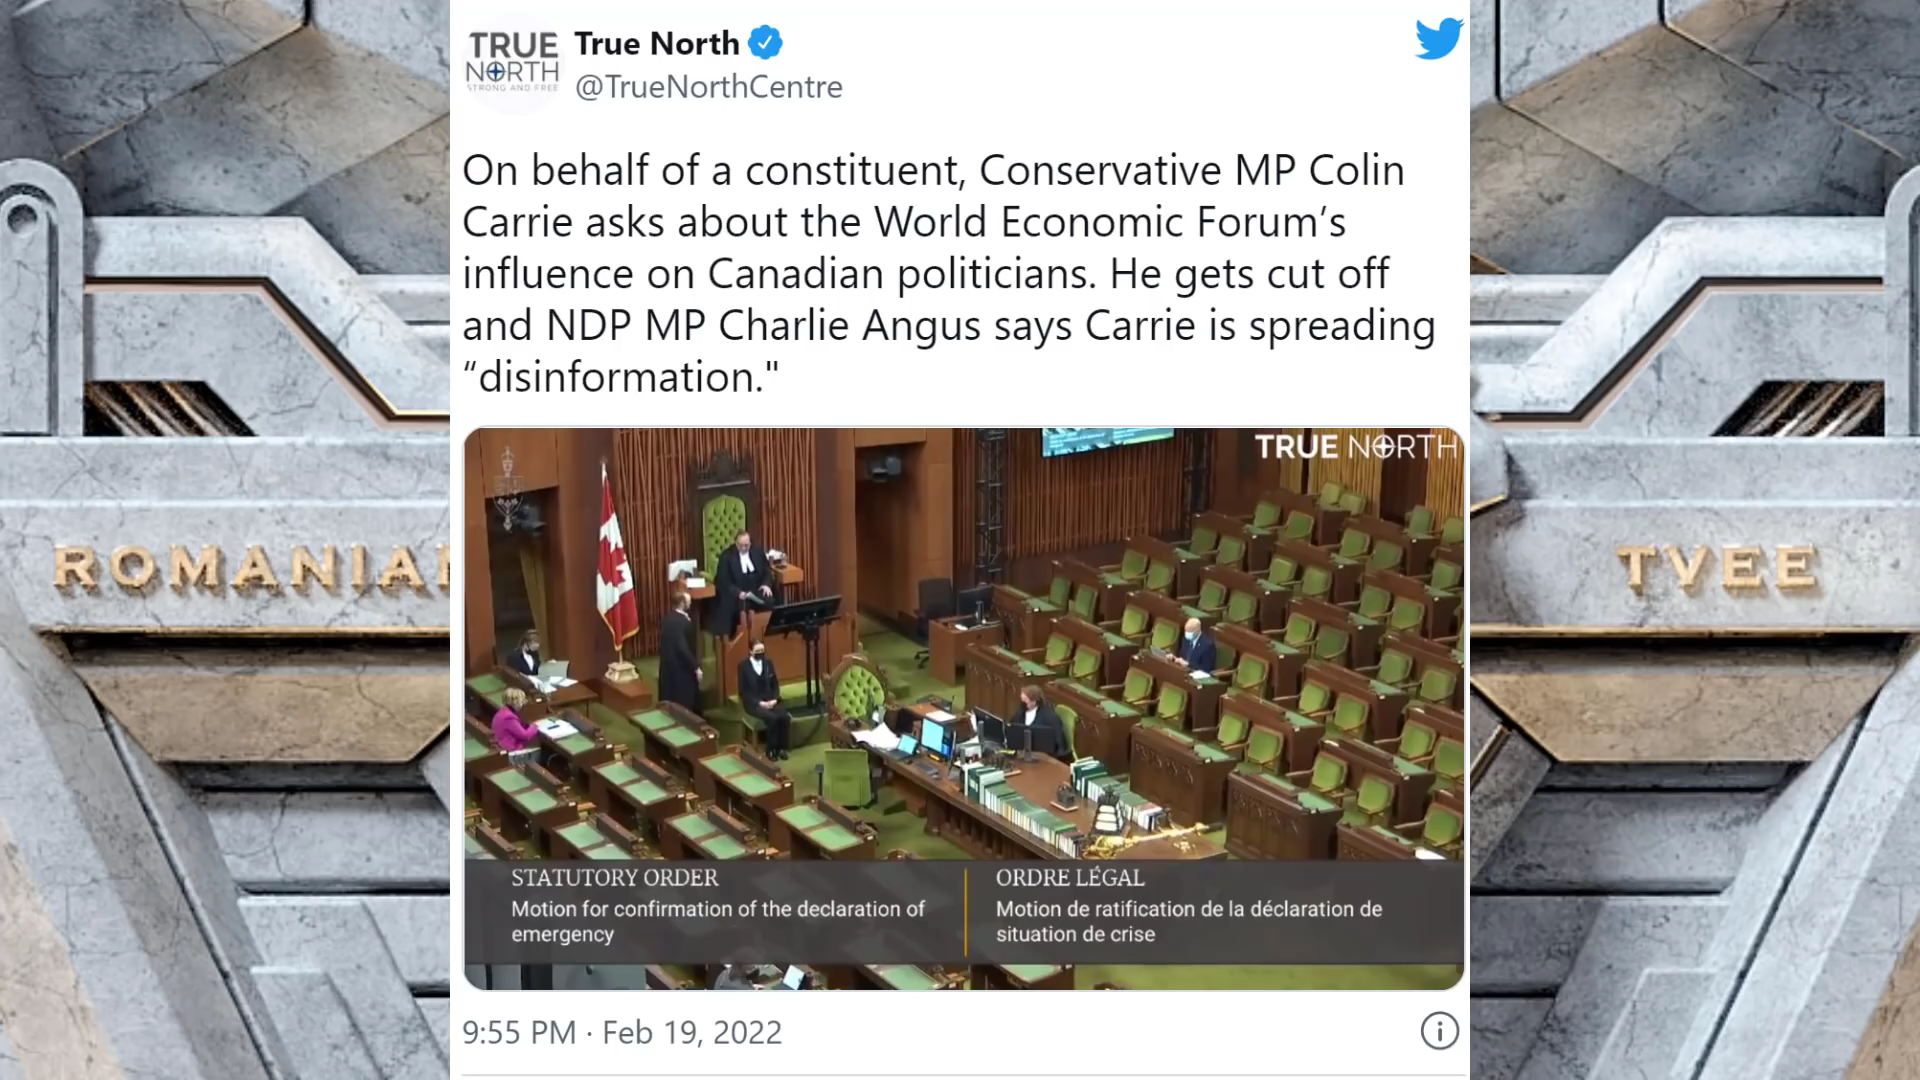 TRUE
NORTH
STRONG AND FREE
True North
@TrueNorthCentre
On behalf of a constituent, Conservative MP Colin
Carrie asks about the World Economic Forum’s
influence on Canadian politicians. He gets cut off
and NDP MP Charlie Angus says Carrie is spreading
“disinformation."
TRUE NORTH
ROMANIAN
TVEE
STATUTORY ORDER
Motion for confirmation of the declaration of
emergency
ORDRE LÉGAL
Motion de ratification de la déclaration de
situation de crise
9:55 PM · Feb 19, 2022